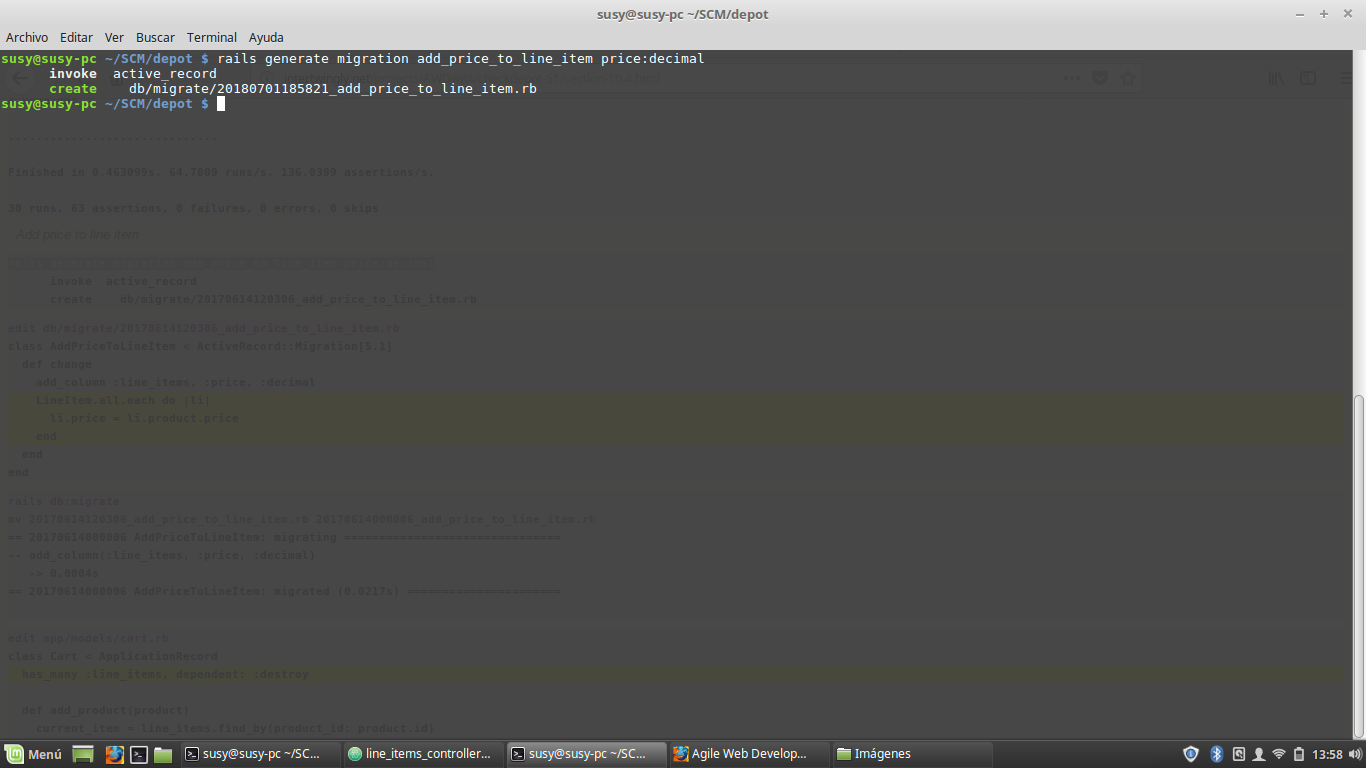 susy@susy-pc ~/SCM/depot
Archivo Editar Ver Buscar Terminal Ayuda
susy@susy-pc ~/SCM/depot $ rails generate migration add_price_to_line_item price:decimal
invoke active_record
create db/migrate/20180701185821_add_price_to_line_item.rb
susy@susy-pc ~/SCM/depot $
Finished in 0.463099s, 64.7809 runs/s, 136.0399 assertions/s.
30 runs, 63 assertions, 0 failures, 0 errors, 0 skips
Add price to line item
invoke active_record
create db/migrate/20170614120306_add_price_to_line_item.rb
edit db/migrate/20170614120306_add_price_to_line_item.rb
class AddPriceToLineItem < ActiveRecord::Migration[5.1]
def change
add_column :line_items, :price, :decimal
LineItem.all.each do |li|
li.price = li.product.price
end
end
end
rails db:migrate
mv 20170614120306_add_price_to_line_item.rb 20170614000006_add_price_to_line_item.rb
== 20170614000006 AddPriceToLineItem: migrating ===============================
-- add_column(:line_items, :price, :decimal)
-> 0.0004s
== 20170614000006 AddPriceToLineItem: migrated (0.0217s) ======================
edit app/models/cart.rb
class Cart < ApplicationRecord
has_many :line_items, dependent: :destroy
def add_product(product)
current_item = line_items.find_by(product_id: product.id)
Menú susy@susy-pc ~/SC... line_items_controller... susy@susy-pc ~/SC... Agile Web Develop... Imágenes 13:58